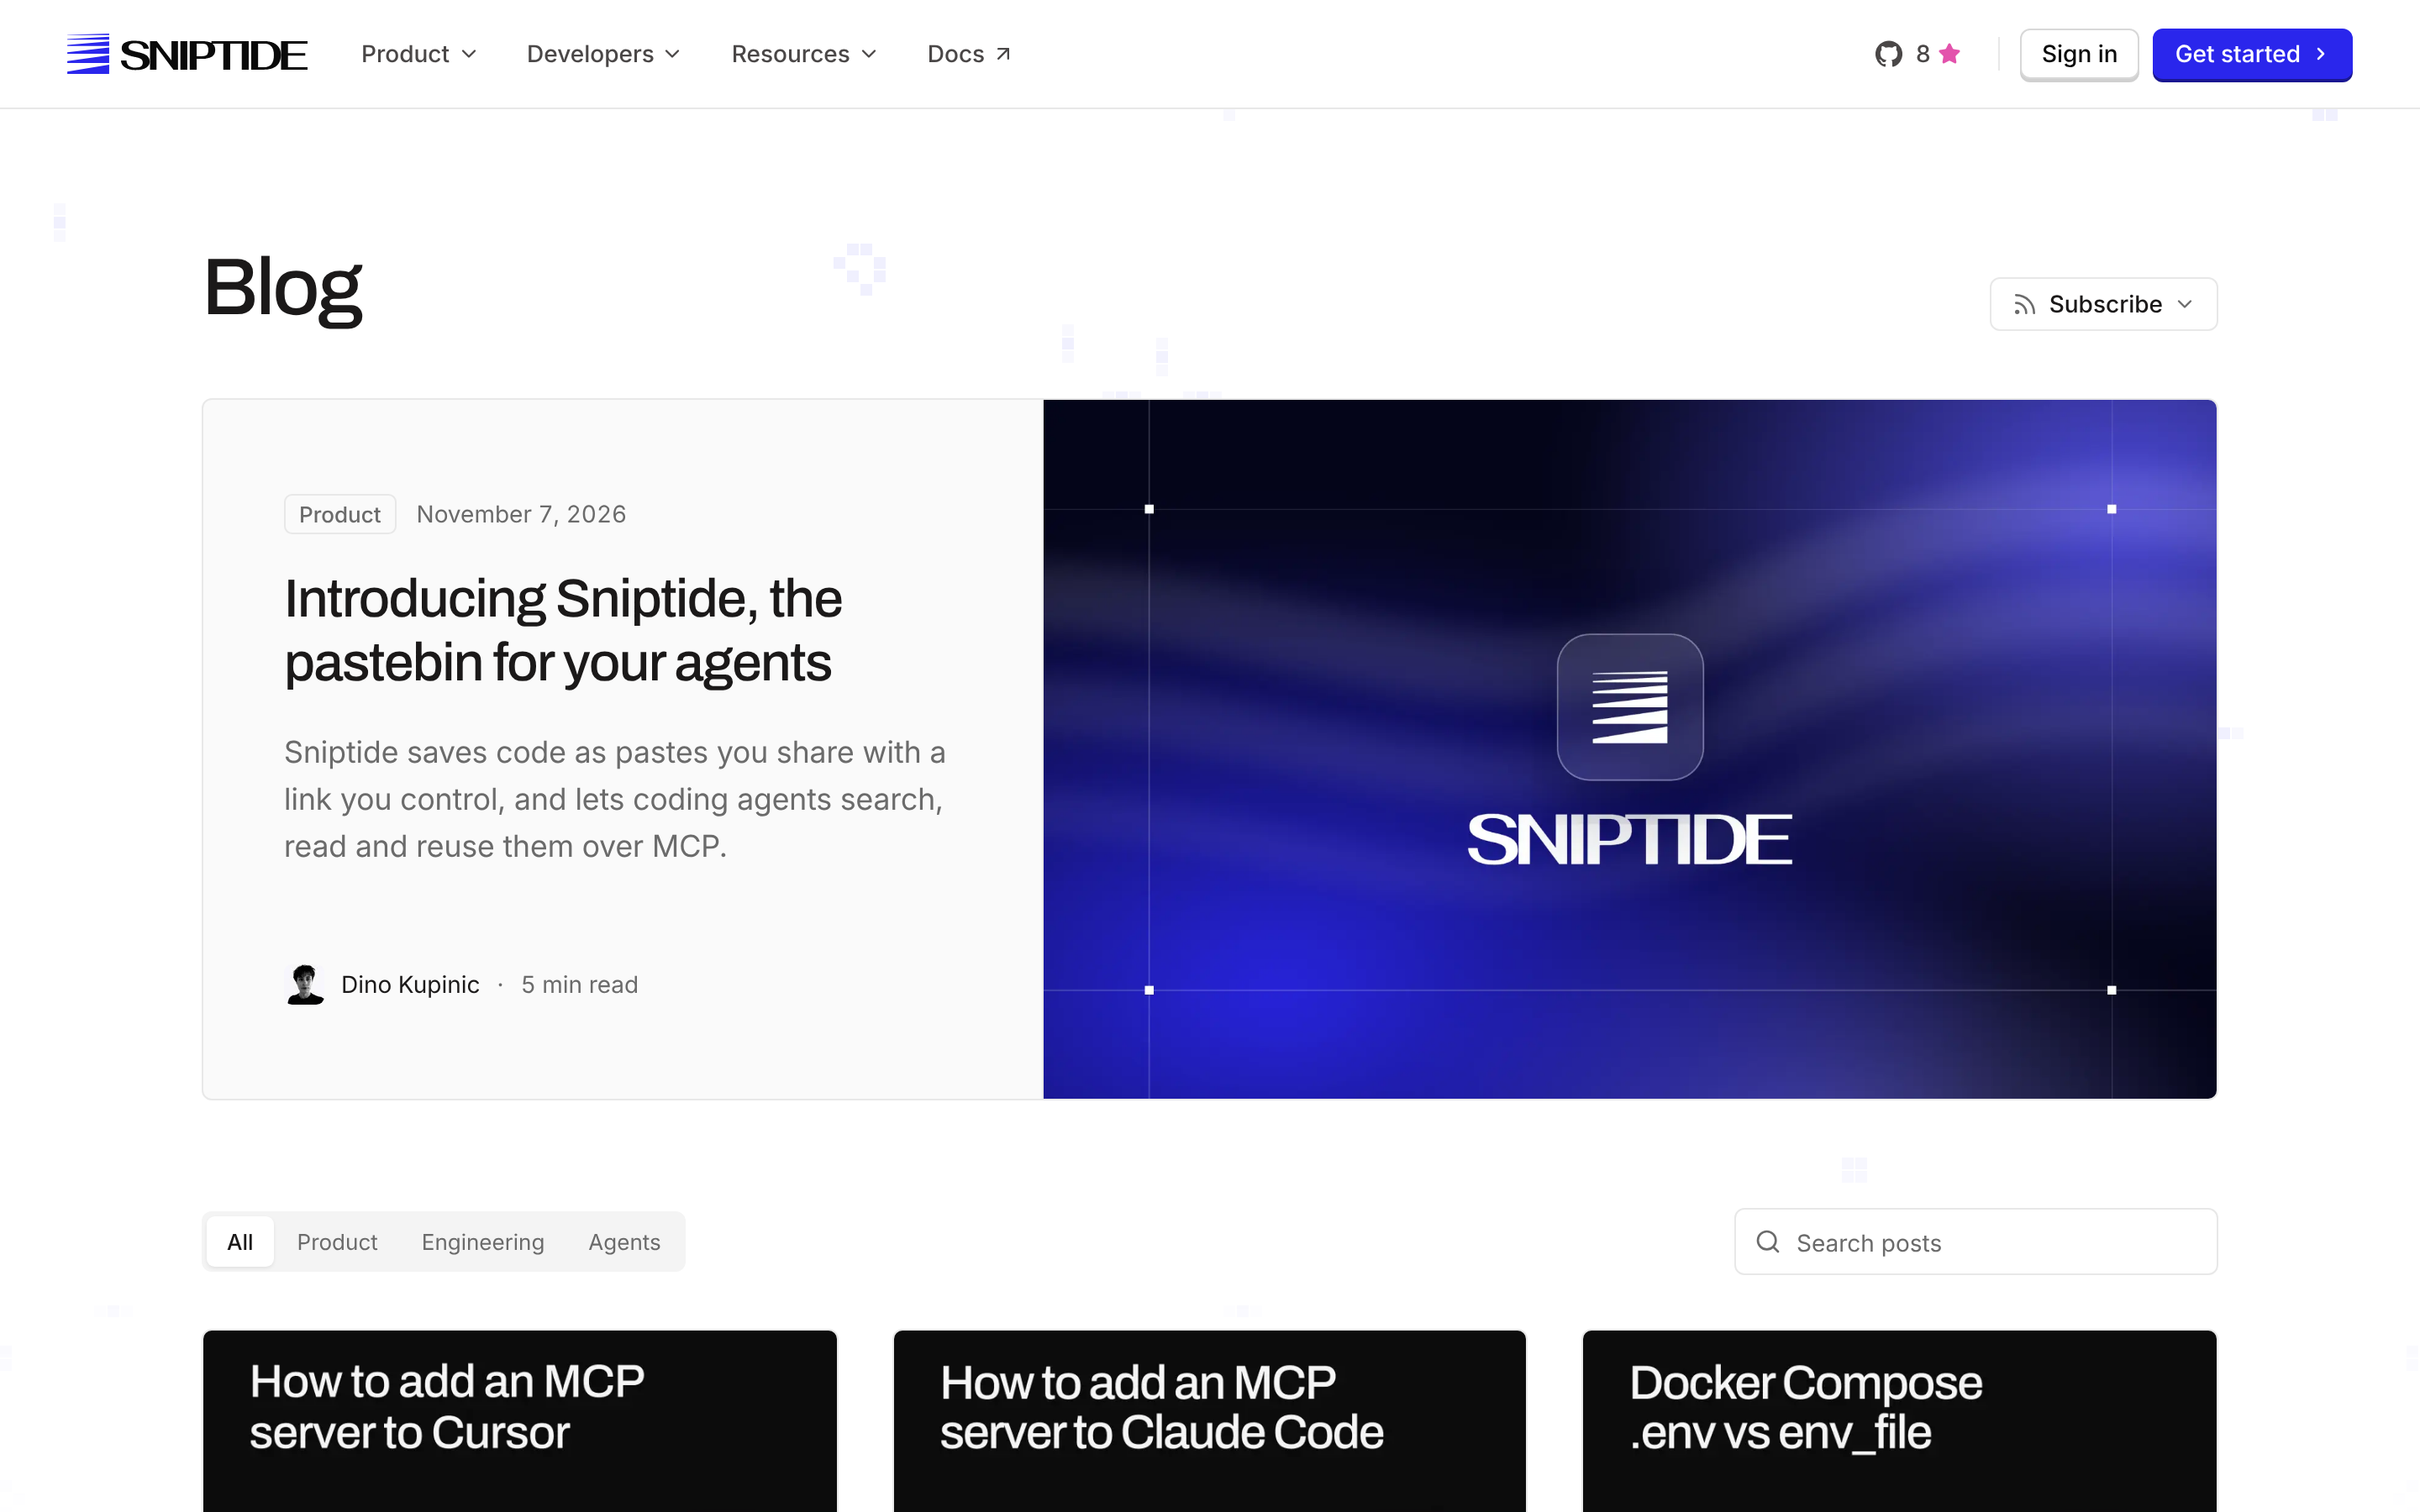 SNIPTIDE
Product
Developers
Resources
Docs
8
Sign in
Get started
Blog
Subscribe
Product
November 7, 2026
Introducing Sniptide, the
pastebin for your agents
Sniptide saves code as pastes you share with a
link you control, and lets coding agents search,
read and reuse them over MCP.
Dino Kupinic · 5 min read
SNIPTIDE
All
Product
Engineering
Agents
Search posts
How to add an MCP
server to Cursor
How to add an MCP
server to Claude Code
Docker Compose
.env vs env_file